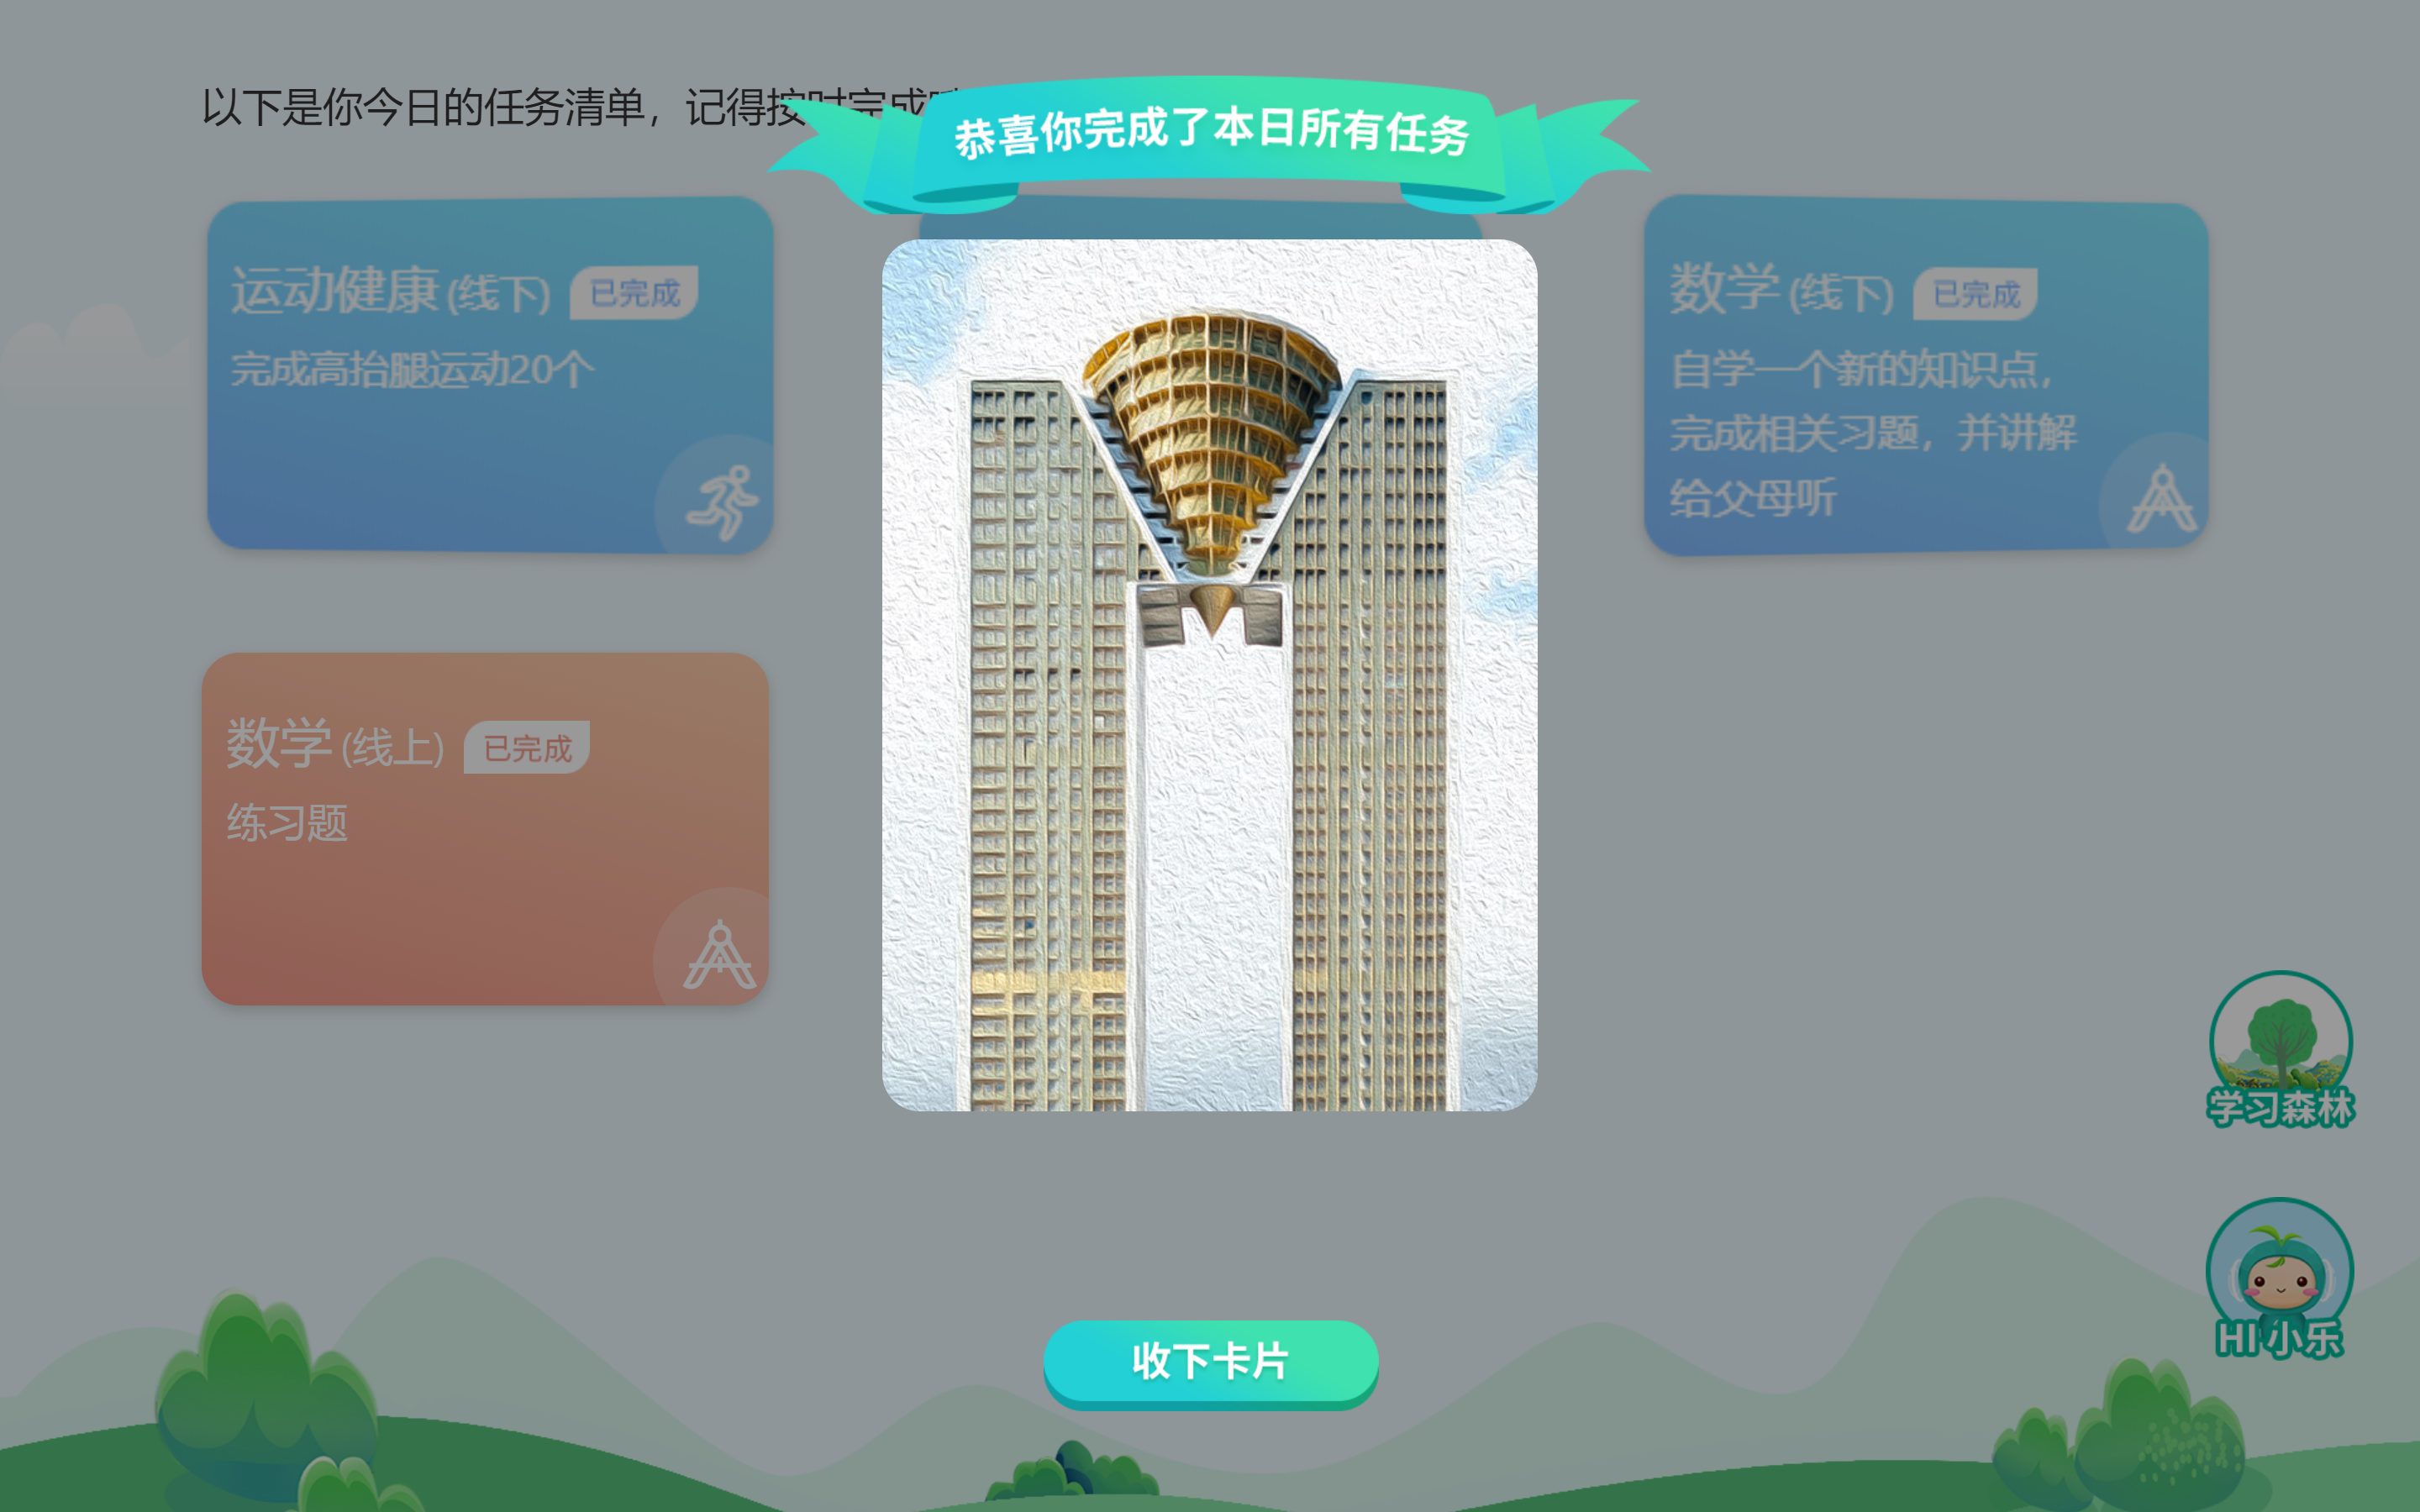 以下是你今日的任务清单，记得按时完成
恭喜你完成了本日所有任务
运动健康 (线下) 已完成
完成高抬腿运动20个
数学 (线下) 已完成
自学一个新的知识点，
完成相关习题，并讲解
给父母听
数学 (线上) 已完成
练习题
学习森林
HI 小乐
收下卡片